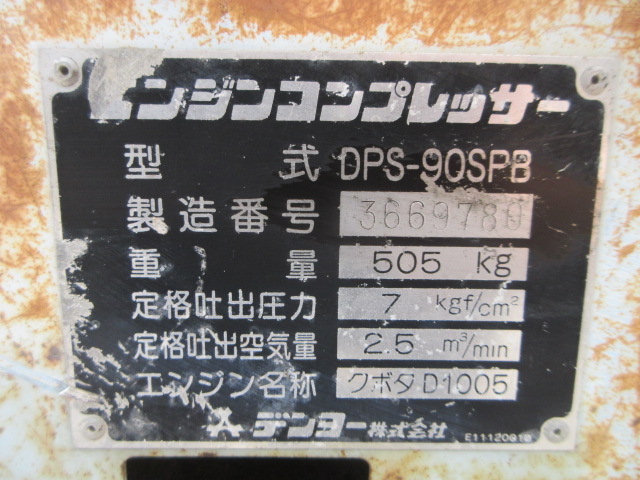 エンジンコンプレッサー
型 式 DPS-90SPB
製造番号 3669780
重 量 505 kg
定格吐出圧力 7 kgf/cm²
定格吐出空気量 2.5 m³/min
エンジン名称 クボタD1005
デンヨー株式会社
E11120010